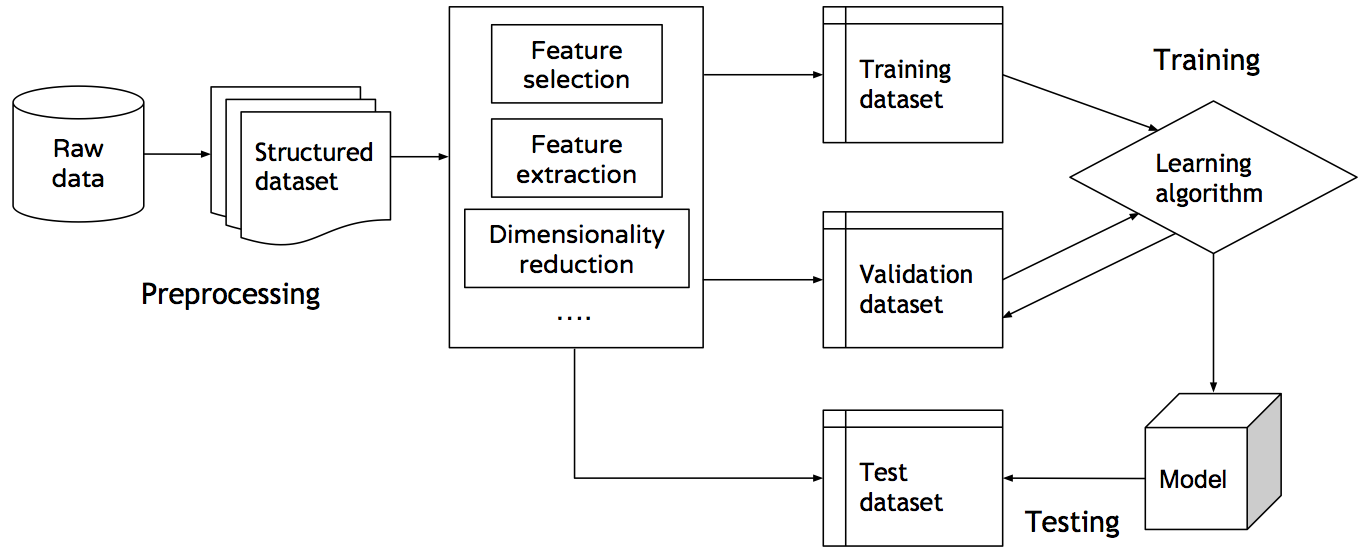 Raw
data
Structured
dataset
Preprocessing
Feature
selection
Feature
extraction
Dimensionality
reduction
....
Training
dataset
Validation
dataset
Test
dataset
Training
Learning
algorithm
Model
Testing